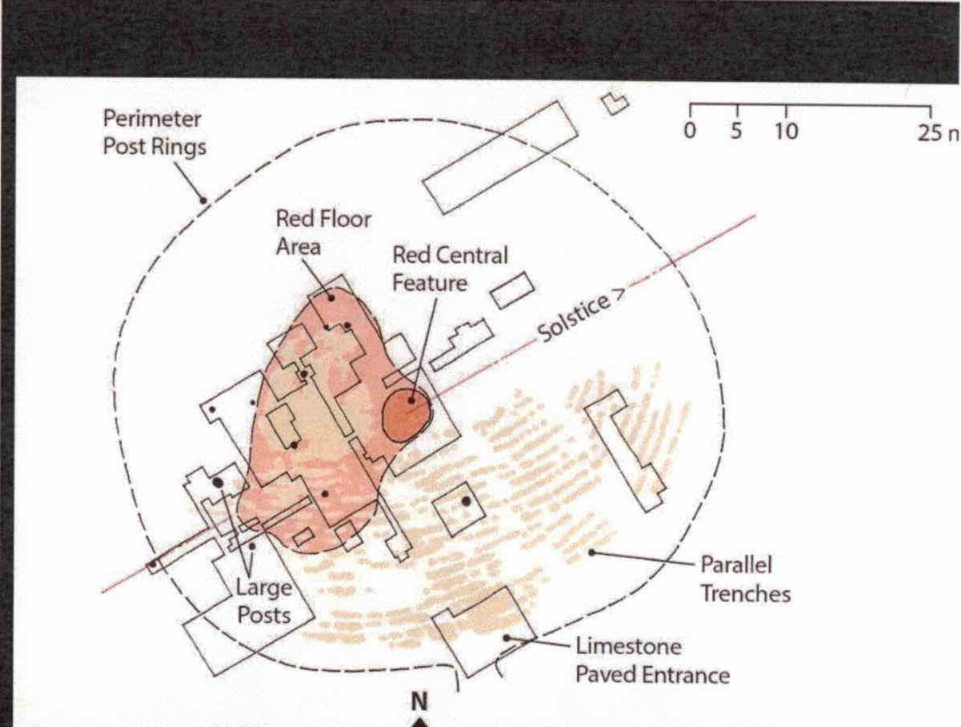 Perimeter
Post Rings
0 5 10 25 n
Red Floor
Area
Red Central
Feature
Solstice >
Large
Posts
Parallel
Trenches
Limestone
Paved Entrance
N